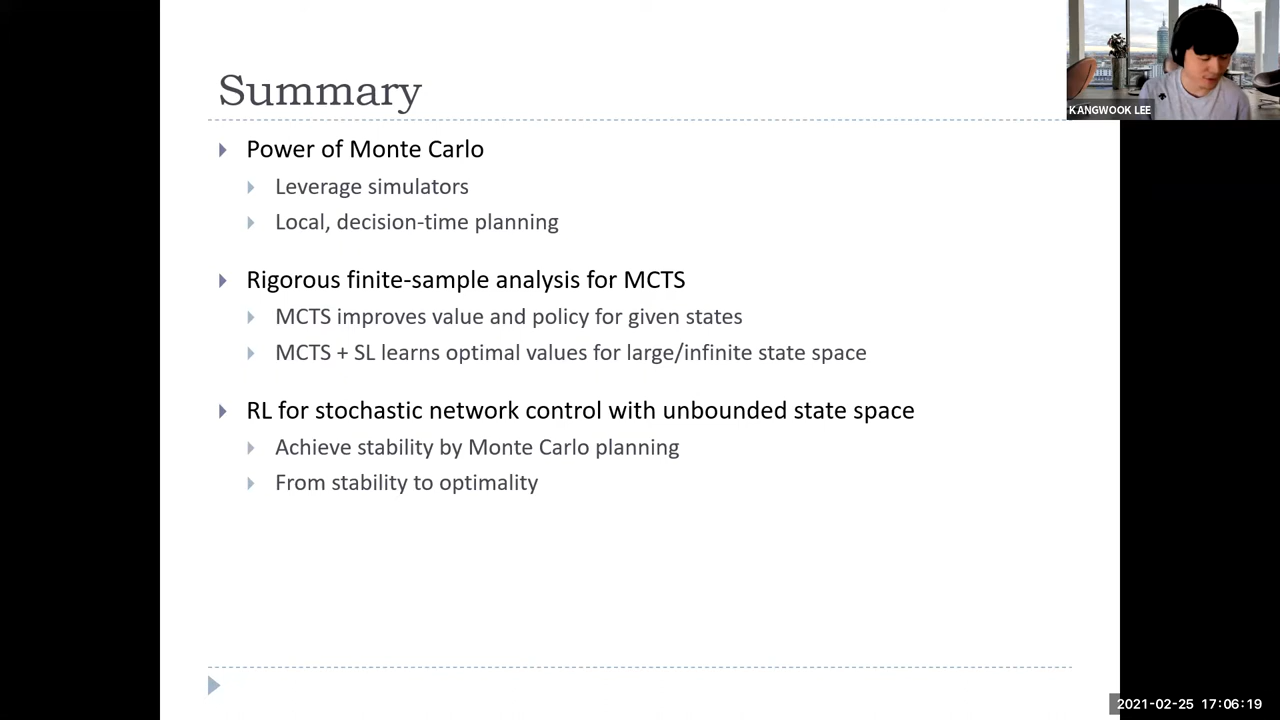 Summary
Power of Monte Carlo
Leverage simulators
Local, decision-time planning
Rigorous finite-sample analysis for MCTS
MCTS improves value and policy for given states
MCTS + SL learns optimal values for large/infinite state space
RL for stochastic network control with unbounded state space
Achieve stability by Monte Carlo planning
From stability to optimality
KANGWOOK LEE
2021-02-25 17:06:19